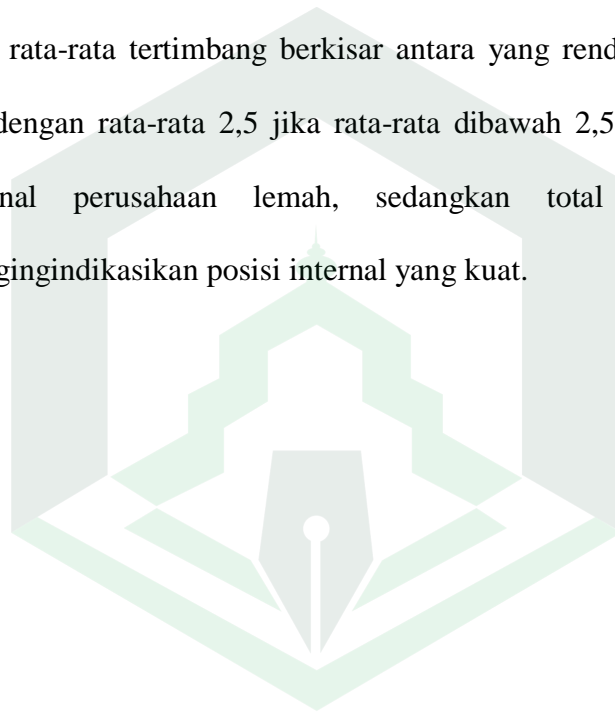 rata-rata tertimbang berkisar antara yang rend
dengan rata-rata 2,5 jika rata-rata dibawah 2,5
nal perusahaan lemah, sedangkan total
gingindikasikan posisi internal yang kuat.